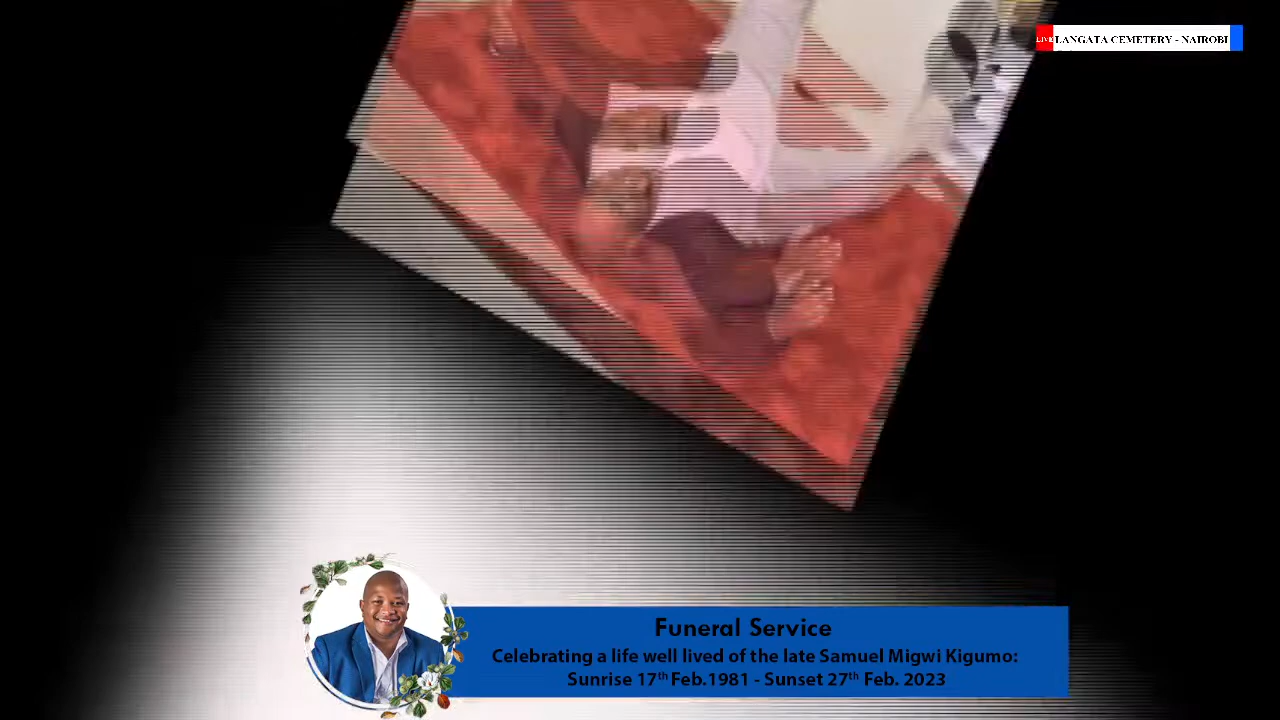 LIVE LANGATA CEMETERY - NAIROBI
Funeral Service
Celebrating a life well lived of the late Samuel Migwi Kigumo:
Sunrise 17th Feb.1981 - Sunset 27th Feb. 2023